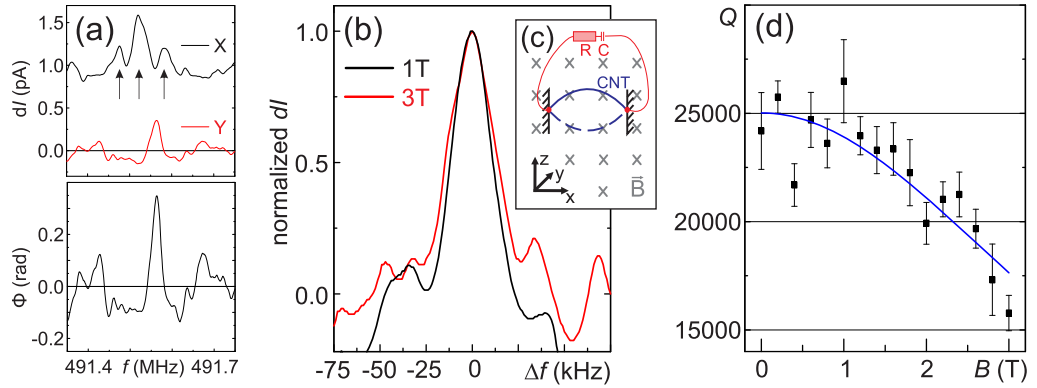 (a)
X
Y
dI (pA)
1.5
1.0
0.5
0.0
Φ (rad)
0.2
0.0
-0.2
491.4 f (MHz) 491.7
(b)
1T
3T
normalized dI
1.0
0.5
0.0
-75 -50 -25 0 Δf (kHz)
(c)
R C
CNT
z
y
x
B
(d)
Q
25000
20000
15000
0 1 2 B (T)